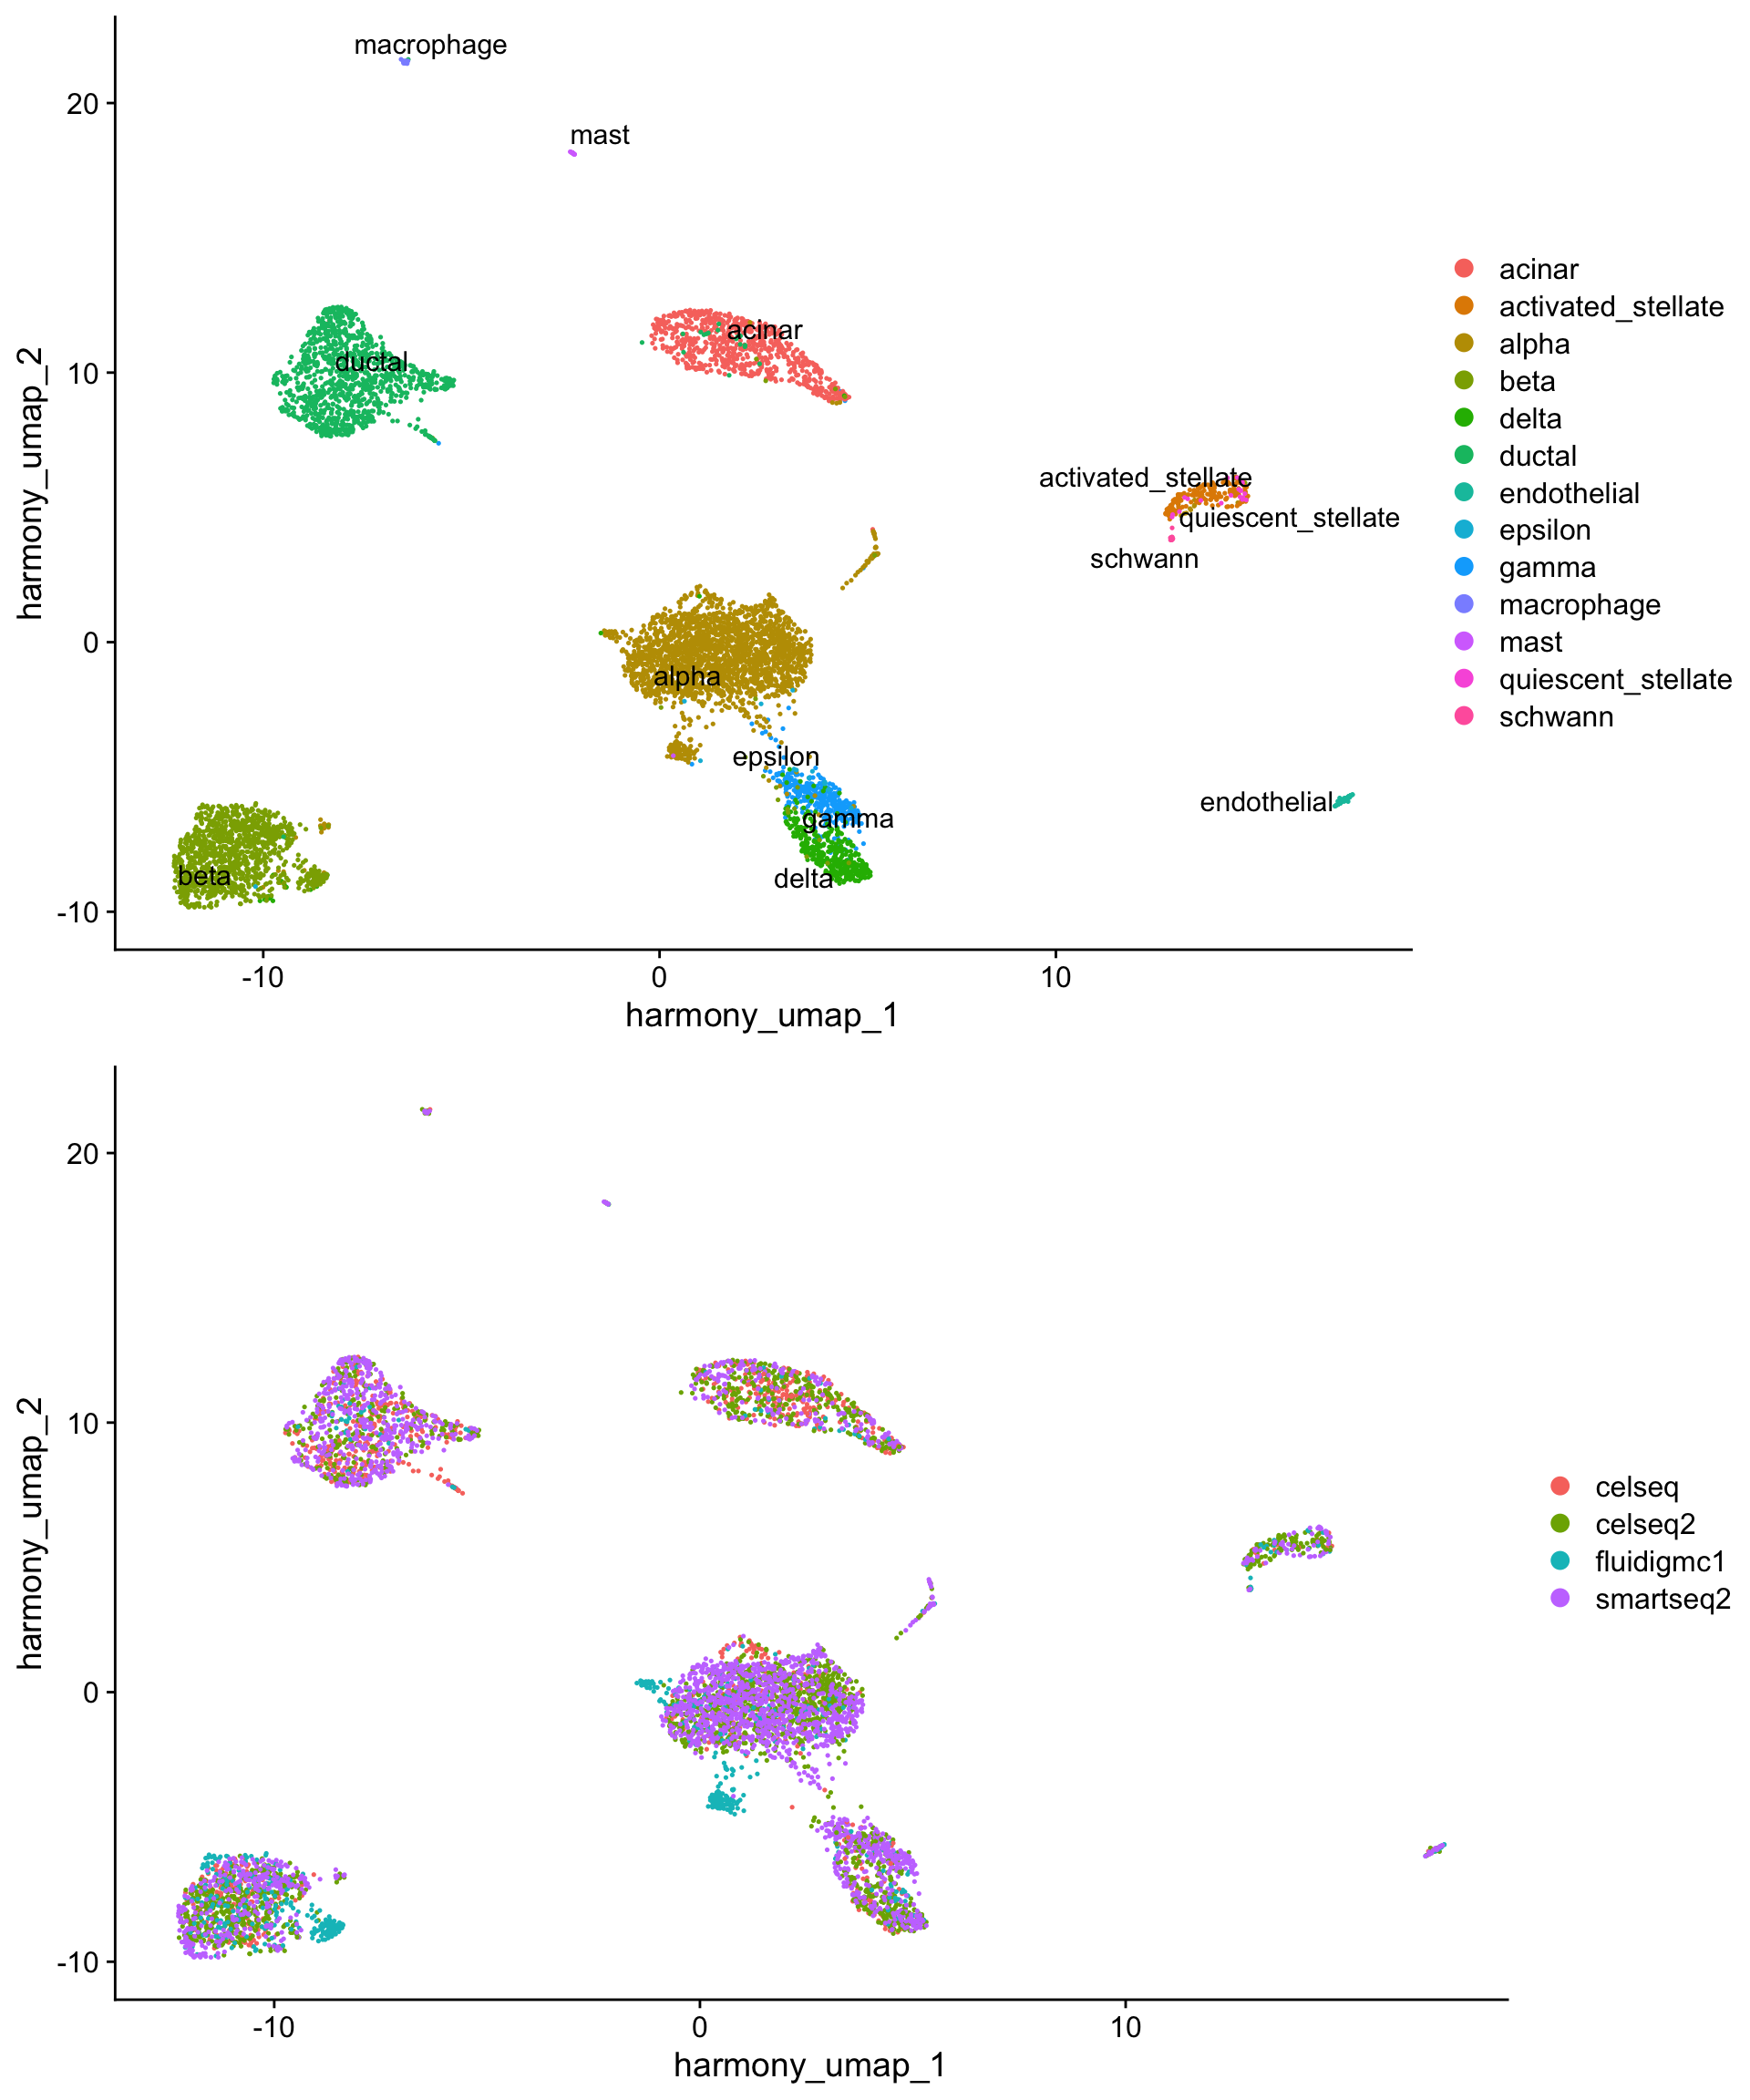 macrophage
20
mast
acinar
activated_stellate
alpha
beta
delta
ductal
endothelial
epsilon
gamma
macrophage
mast
quiescent_stellate
schwann
harmony_umap_2
10
ductal
acinar
activated_stellate
quiescent_stellate
schwann
0
alpha
epsilon
endothelial
gamma
beta
delta
-10
-10
0
10
harmony_umap_1
20
harmony_umap_2
10
celseq
celseq2
fluidigmc1
smartseq2
0
-10
-10
0
10
harmony_umap_1